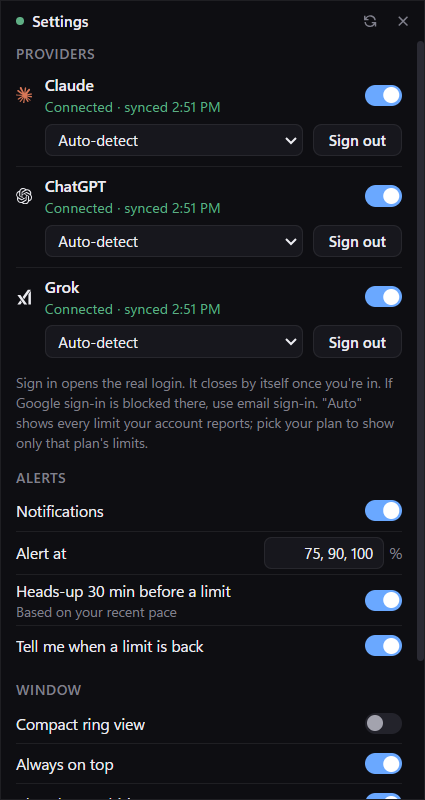 Settings
PROVIDERS
Claude
Connected · synced 2:51 PM
Auto-detect
Sign out
ChatGPT
Connected · synced 2:51 PM
Auto-detect
Sign out
Grok
Connected · synced 2:51 PM
Auto-detect
Sign out
Sign in opens the real login. It closes by itself once you're in. If
Google sign-in is blocked there, use email sign-in. "Auto"
shows every limit your account reports; pick your plan to show
only that plan's limits.
ALERTS
Notifications
Alert at
75, 90, 100 %
Heads-up 30 min before a limit
Based on your recent pace
Tell me when a limit is back
WINDOW
Compact ring view
Always on top